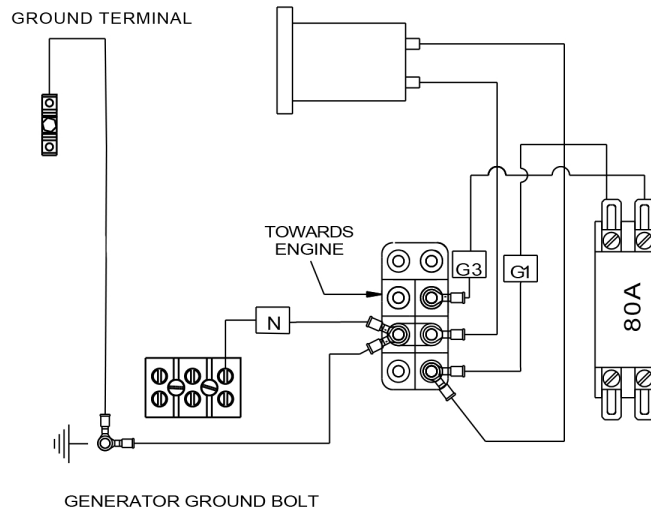 GROUND TERMINAL
TOWARDS
ENGINE
G3
G1
80A
N
GENERATOR GROUND BOLT